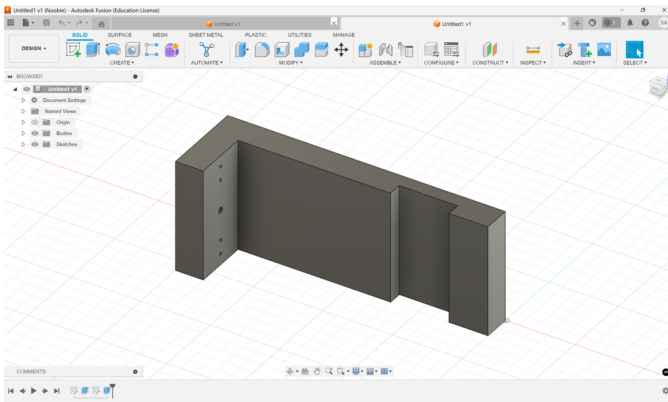 Untitled1 v1 (Noobie) - Autodesk Fusion (Education License)
Untitled v1
Untitled1 v1
SA
DESIGN
SOLID SURFACE MESH SHEET METAL PLASTIC UTILITIES MANAGE
CREATE AUTOMATE MODIFY ASSEMBLE CONFIGURE CONSTRUCT INSPECT INSERT SELECT
BROWSER
Untitled1 v1
Document Settings
Named Views
Origin
Bodies
Sketches
COMMENTS